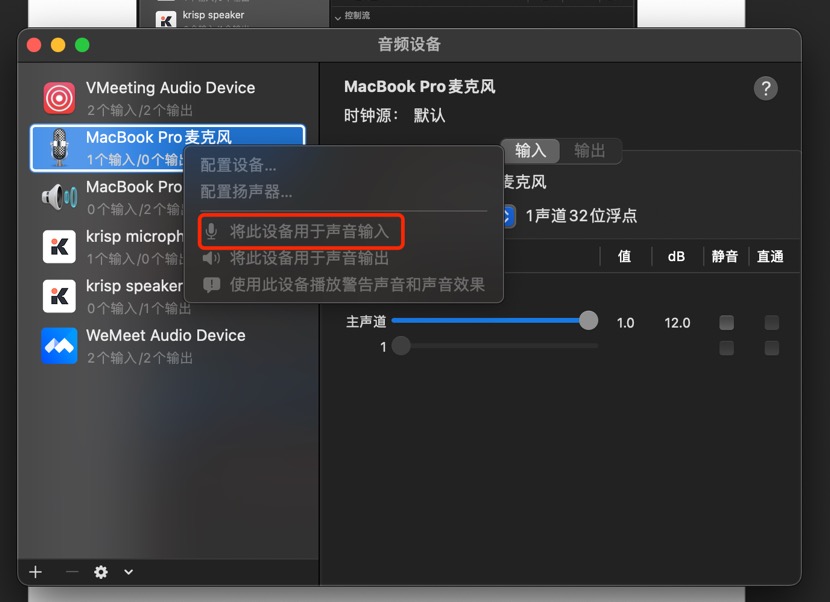 krisp speaker
控制流
音频设备
VMeeting Audio Device
2个输入/2个输出
MacBook Pro麦克风
1个输入/0个输
MacBook Pro
0个输入/2个输
krisp microph
1个输入/0个输
krisp speaker
0个输入/1个输出
WeMeet Audio Device
2个输入/2个输出
MacBook Pro麦克风
时钟源： 默认
?
输入 输出
麦克风
1声道32位浮点
值 dB 静音 直通
主声道 1.0 12.0
1
配置设备...
配置扬声器...
将此设备用于声音输入
将此设备用于声音输出
使用此设备播放警告声音和声音效果